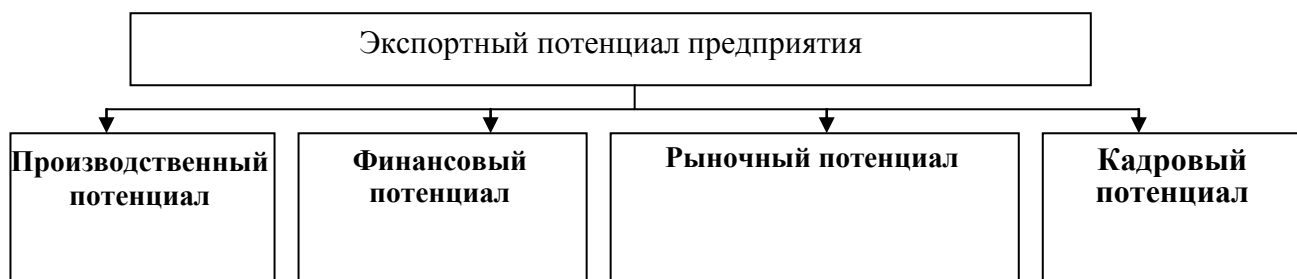 Экспортный потенциал предприятия
Производственный
потенциал
Финансовый
потенциал
Рыночный потенциал
Кадровый
потенциал